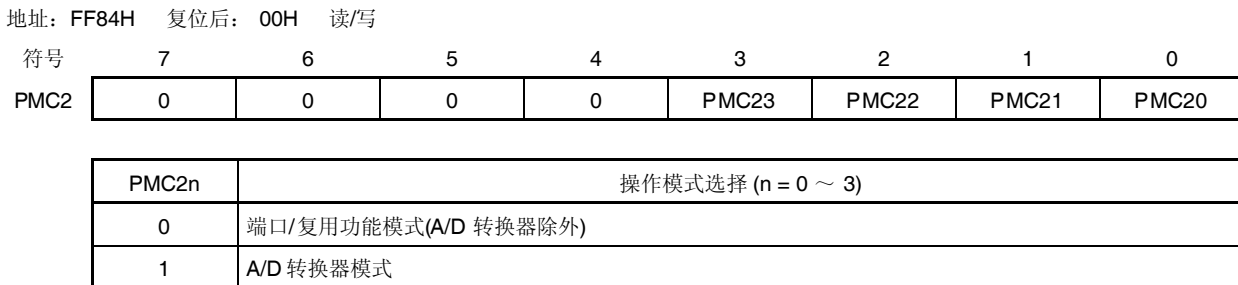 地址：FF84H 复位后： 00H 读/写
符号 7 6 5 4 3 2 1 0
PMC2 0 0 0 0 PMC23 PMC22 PMC21 PMC20
PMC2n 操作模式选择 (n = 0 ～ 3)
0 端口/复用功能模式(A/D 转换器除外)
1 A/D 转换器模式